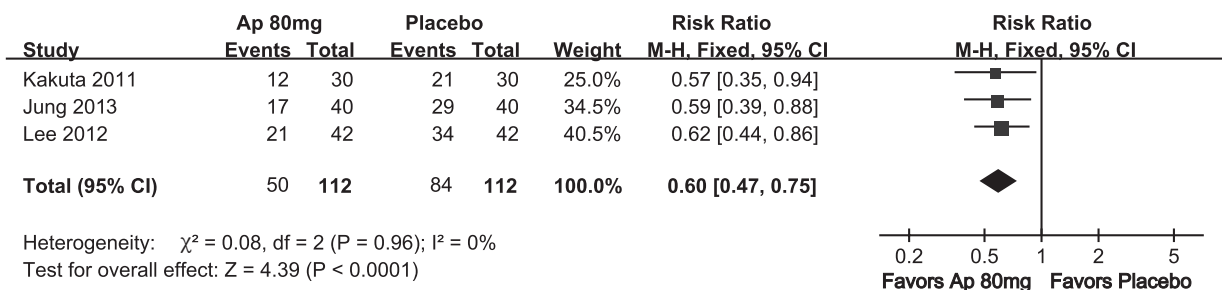 Ap 80mg Placebo Risk Ratio Risk Ratio
Study Events Total Events Total Weight M-H, Fixed, 95% CI M-H, Fixed, 95% CI
Kakuta 2011 12 30 21 30 25.0% 0.57 [0.35, 0.94]
Jung 2013 17 40 29 40 34.5% 0.59 [0.39, 0.88]
Lee 2012 21 42 34 42 40.5% 0.62 [0.44, 0.86]
Total (95% CI) 50 112 84 112 100.0% 0.60 [0.47, 0.75]
Heterogeneity: χ² = 0.08, df = 2 (P = 0.96); I² = 0%
Test for overall effect: Z = 4.39 (P < 0.0001)
0.2 0.5 1 2 5
Favors Ap 80mg Favors Placebo